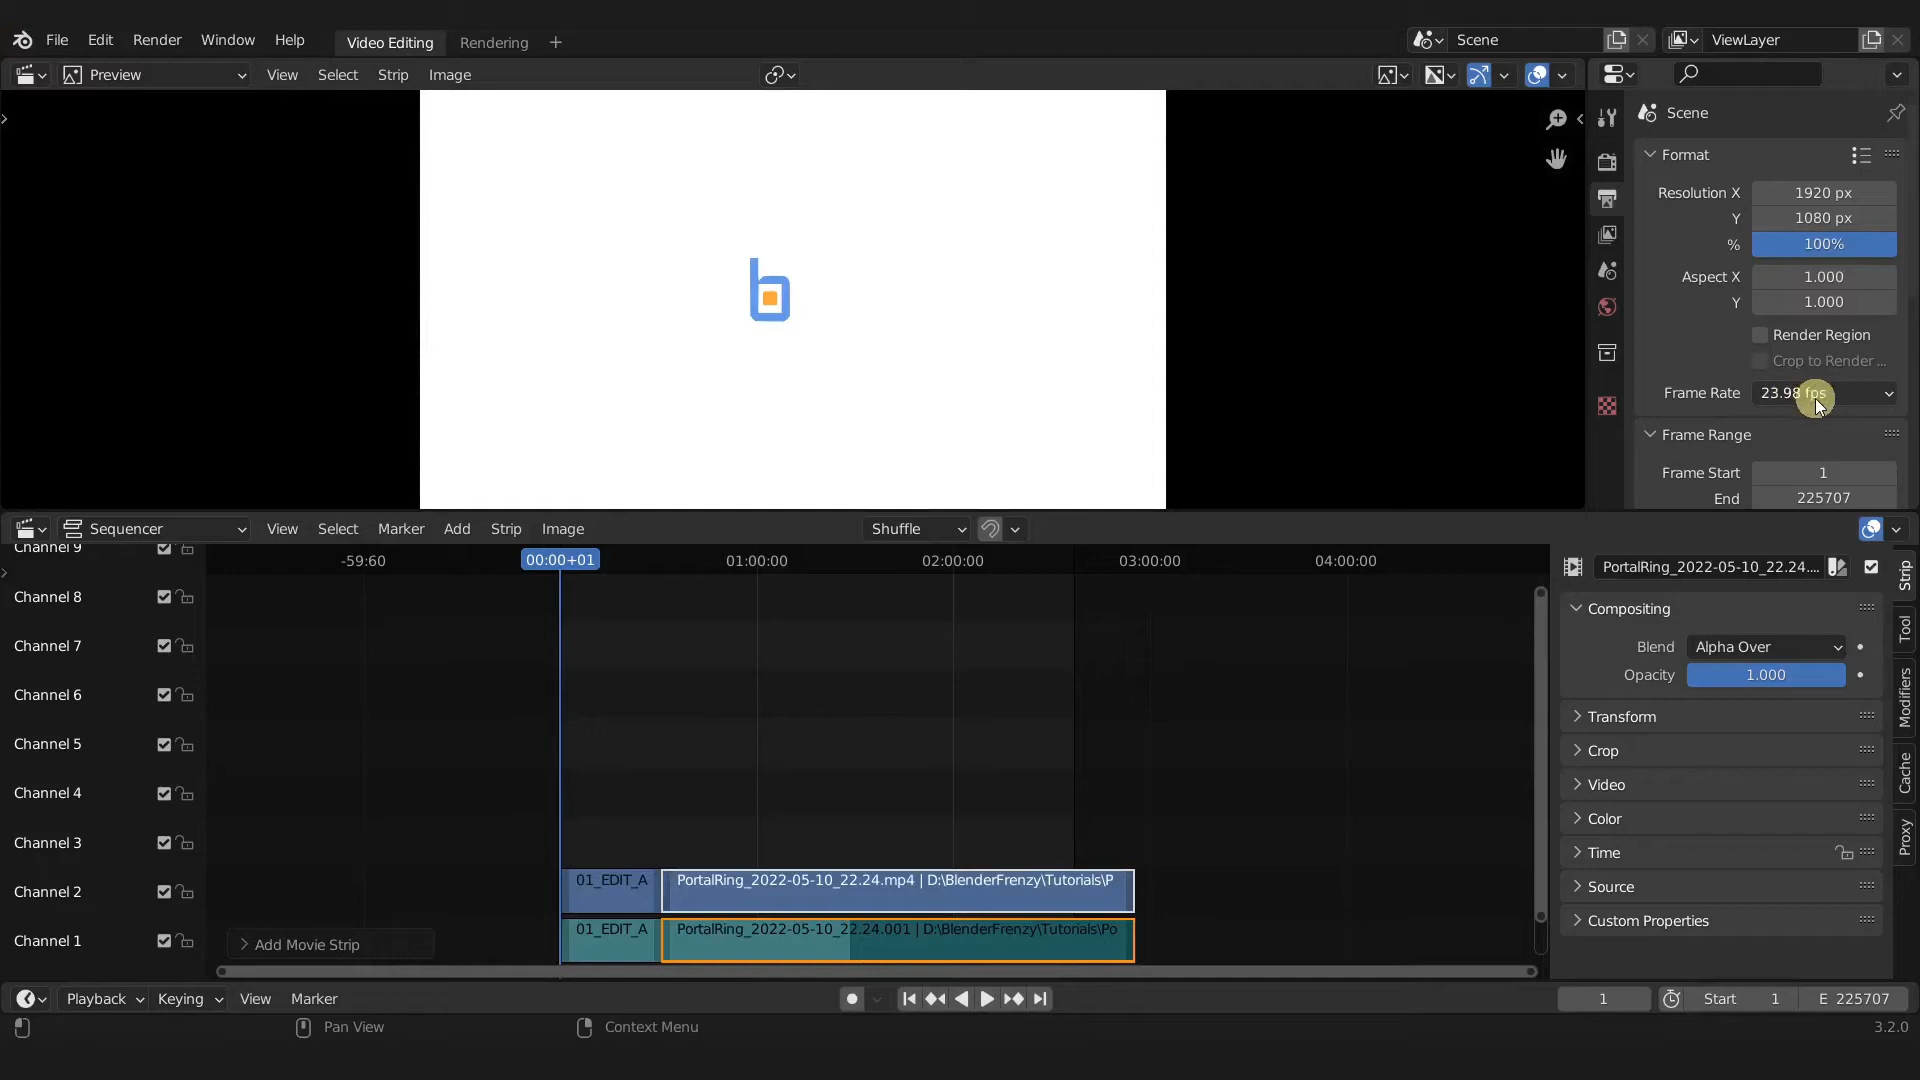 File Edit Render Window Help Video Editing Rendering + Scene ViewLayer
Preview View Select Strip Image
Scene
Format
Resolution X 1920 px
Y 1080 px
% 100%
Aspect X 1.000
Y 1.000
Render Region
Crop to Render ...
Frame Rate 23.98 fps
Frame Range
Frame Start 1
End 225707
b
Sequencer View Select Marker Add Strip Image Shuffle
-59:60 00:00+01 01:00:00 02:00:00 03:00:00 04:00:00
Channel 9
Channel 8
Channel 7
Channel 6
Channel 5
Channel 4
Channel 3
Channel 2 01_EDIT_A PortalRing_2022-05-10_22.24.mp4 | D:\BlenderFrenzy\Tutorials\P
Channel 1 01_EDIT_A PortalRing_2022-05-10_22.24.001 | D:\BlenderFrenzy\Tutorials\Po
Add Movie Strip
PortalRing_2022-05-10_22.24....
Compositing
Blend Alpha Over
Opacity 1.000
Transform
Crop
Video
Color
Time
Source
Custom Properties
Strip
Tool
Modifiers
Cache
Proxy
Playback Keying View Marker 1 Start 1 E 225707
Pan View Context Menu 3.2.0